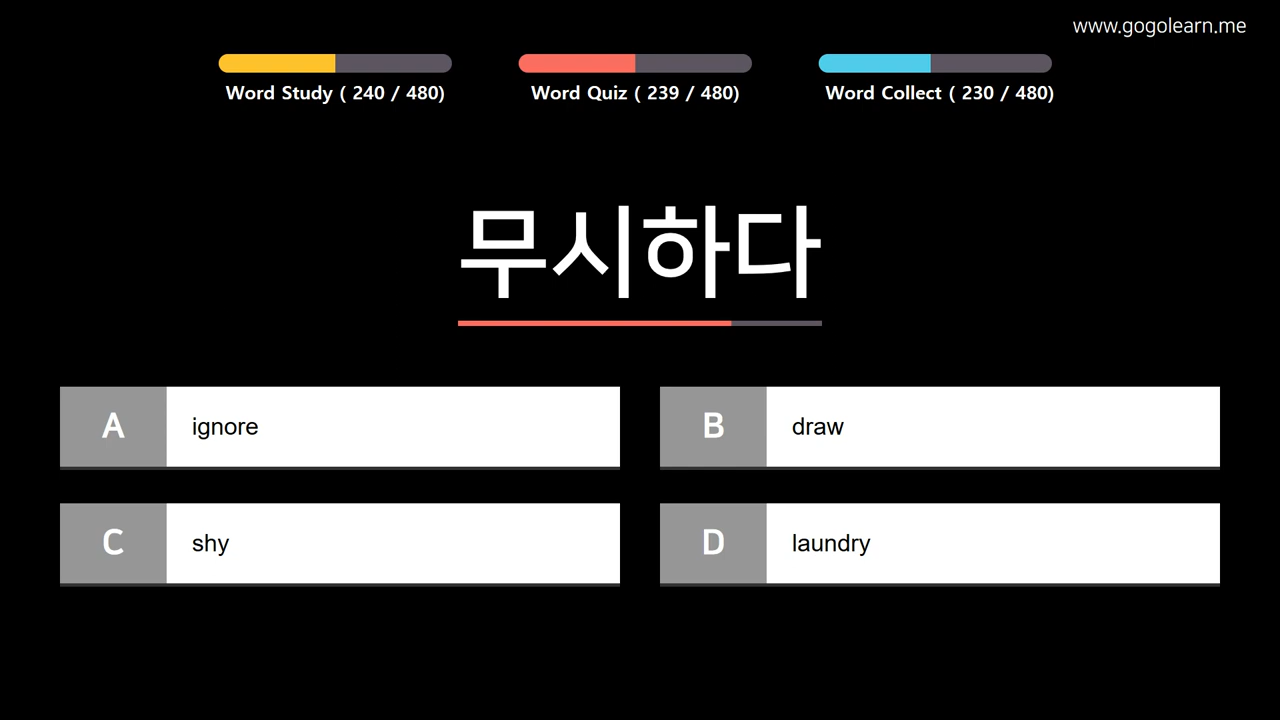 www.gogolearn.me
Word Study ( 240 / 480)
Word Quiz ( 239 / 480)
Word Collect ( 230 / 480)
무시하다
A ignore
B draw
C shy
D laundry